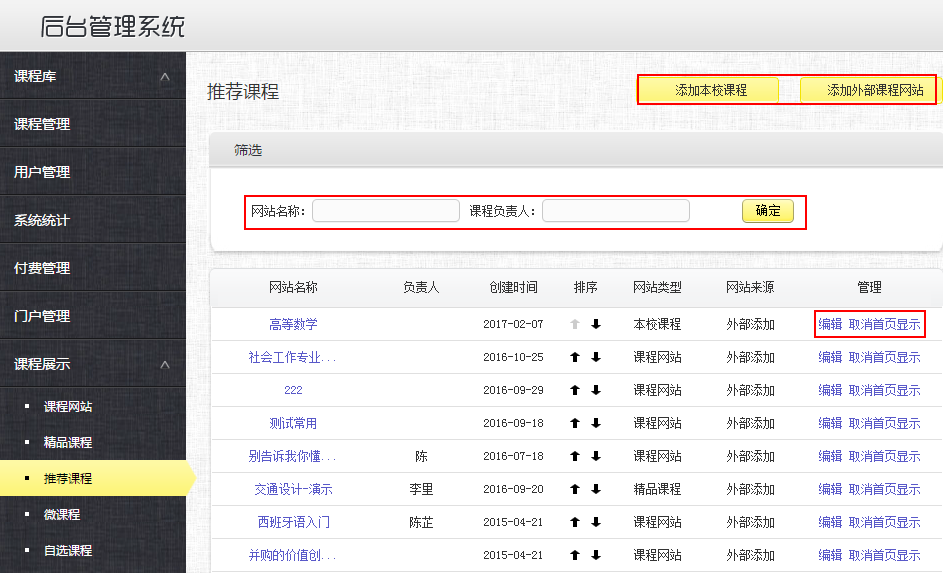 后台管理系统
课程库
课程管理
用户管理
系统统计
付费管理
门户管理
课程展示
课程网站
精品课程
推荐课程
微课程
自选课程
推荐课程 添加本校课程 添加外部课程网站
筛选
网站名称： 课程负责人： 确定
网站名称 负责人 创建时间 排序 网站类型 网站来源 管理
高等数学 2017-02-07 本校课程 外部添加 编辑 取消首页显示
社会工作专业... 2016-10-25 课程网站 外部添加 编辑 取消首页显示
222 2016-09-29 课程网站 外部添加 编辑 取消首页显示
测试常用 2016-09-18 课程网站 外部添加 编辑 取消首页显示
别告诉我你懂... 陈 2016-07-18 课程网站 外部添加 编辑 取消首页显示
交通设计-演示 李里 2016-09-20 精品课程 外部添加 编辑 取消首页显示
西班牙语入门 陈芷 2015-04-21 课程网站 外部添加 编辑 取消首页显示
并购的价值创... 2015-04-21 课程网站 外部添加 编辑 取消首页显示